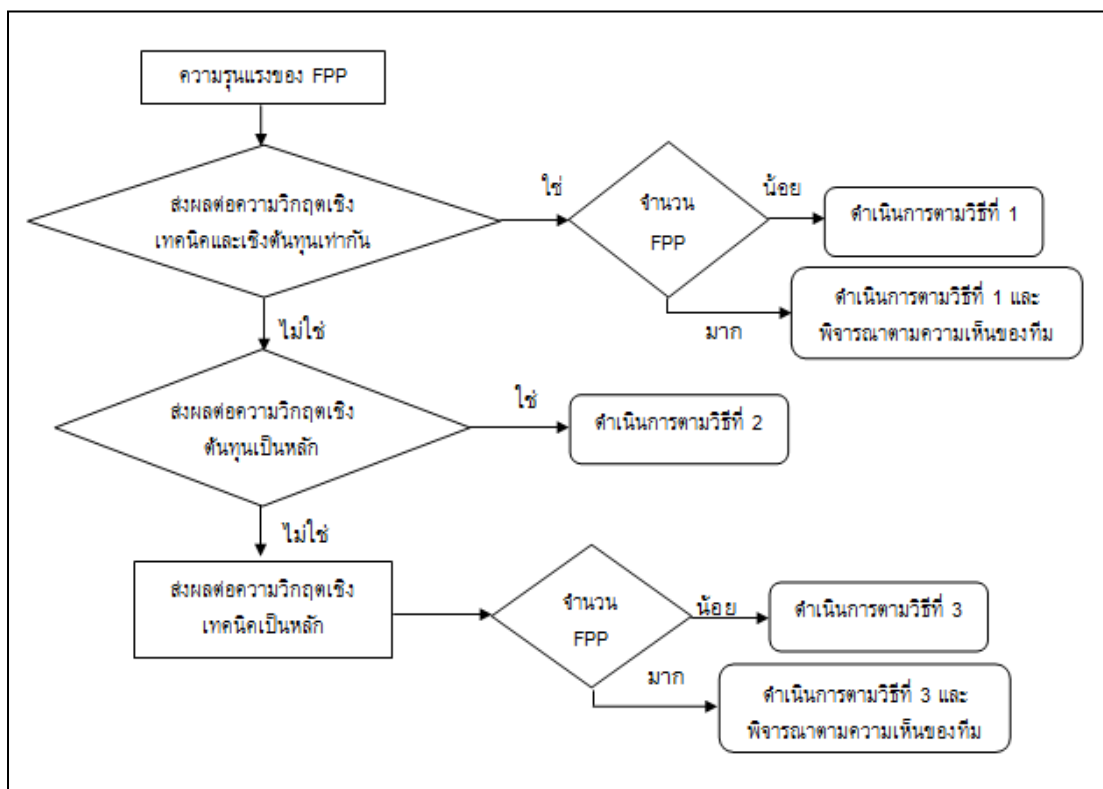 ความรุนแรงของ FPP
ส่งผลต่อความวิกฤตเชิง
เทคนิคและเชิงต้นทุนเท่ากัน
ใช่
จำนวน
FPP
น้อย
ดำเนินการตามวิธีที่ 1
มาก
ดำเนินการตามวิธีที่ 1 และ
พิจารณาตามความเห็นของทีม
ไม่ใช่
ส่งผลต่อความวิกฤตเชิง
ต้นทุนเป็นหลัก
ใช่
ดำเนินการตามวิธีที่ 2
ไม่ใช่
ส่งผลต่อความวิกฤตเชิง
เทคนิคเป็นหลัก
จำนวน
FPP
น้อย
ดำเนินการตามวิธีที่ 3
มาก
ดำเนินการตามวิธีที่ 3 และ
พิจารณาตามความเห็นของทีม